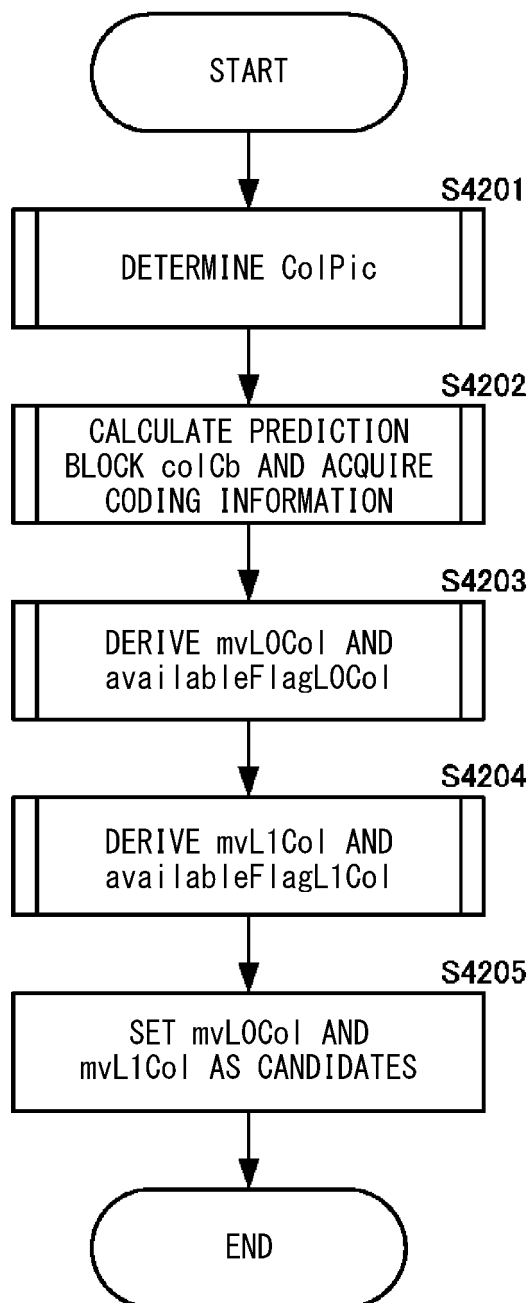 START
S4201
DETERMINE ColPic
S4202
CALCULATE PREDICTION
BLOCK colCb AND ACQUIRE
CODING INFORMATION
S4203
DERIVE mvL0Col AND
availableFlagL0Col
S4204
DERIVE mvL1Col AND
availableFlagL1Col
S4205
SET mvL0Col AND
mvL1Col AS CANDIDATES
END